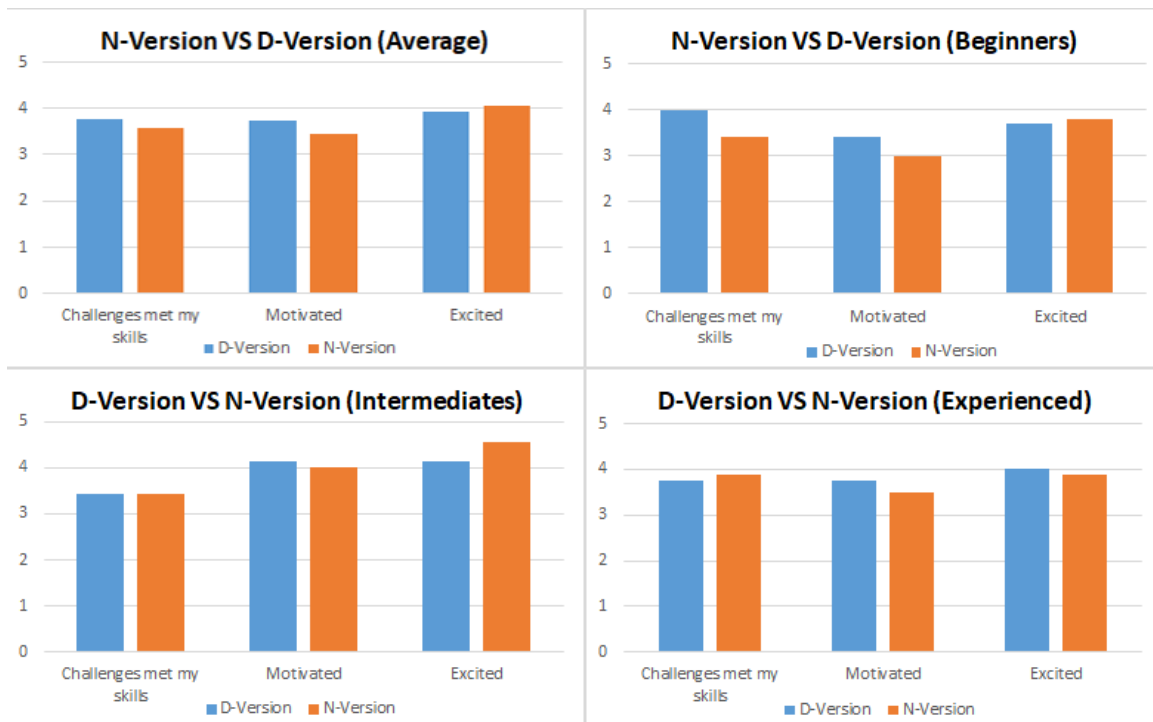 N-Version VS D-Version (Average)
5
4
3
2
1
0
Challenges met my
skills
Motivated
Excited
D-Version
N-Version
N-Version VS D-Version (Beginners)
5
4
3
2
1
0
Challenges met my
skills
Motivated
Excited
D-Version
N-Version
D-Version VS N-Version (Intermediates)
5
4
3
2
1
0
Challenges met my
skills
Motivated
Excited
D-Version
N-Version
D-Version VS N-Version (Experienced)
5
4
3
2
1
0
Challenges met my
skills
Motivated
Excited
D-Version
N-Version